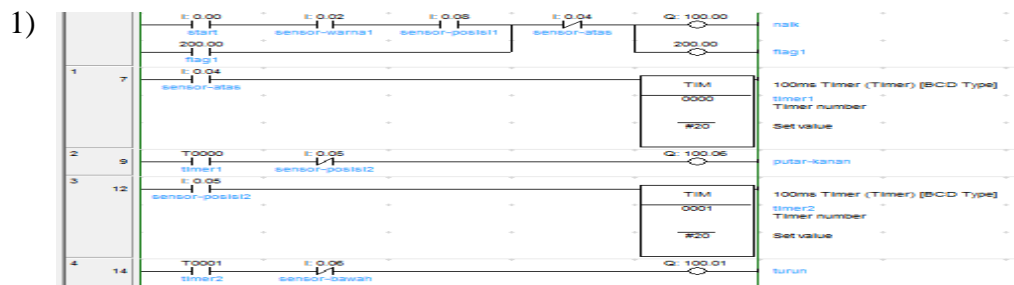 1)
I: 0.00 I: 0.02 I: 0.08 I: 0.04 Q: 100.00
start sensor-warna1 sensor-posisi1 sensor-atas naik
200.00 200.00
flag1 flag1
1 7 I: 0.04
sensor-atas TIM 100ms Timer (Timer) [BCD Type]
0000 timer1
Timer number
#20 Set value
2 9 T0000 I: 0.05 Q: 100.06
timer1 sensor-posisi2 putar-kanan
3 12 I: 0.05
sensor-posisi2 TIM 100ms Timer (Timer) [BCD Type]
0001 timer2
Timer number
#20 Set value
4 14 T0001 I: 0.06 Q: 100.01
timer2 sensor-bawah turun